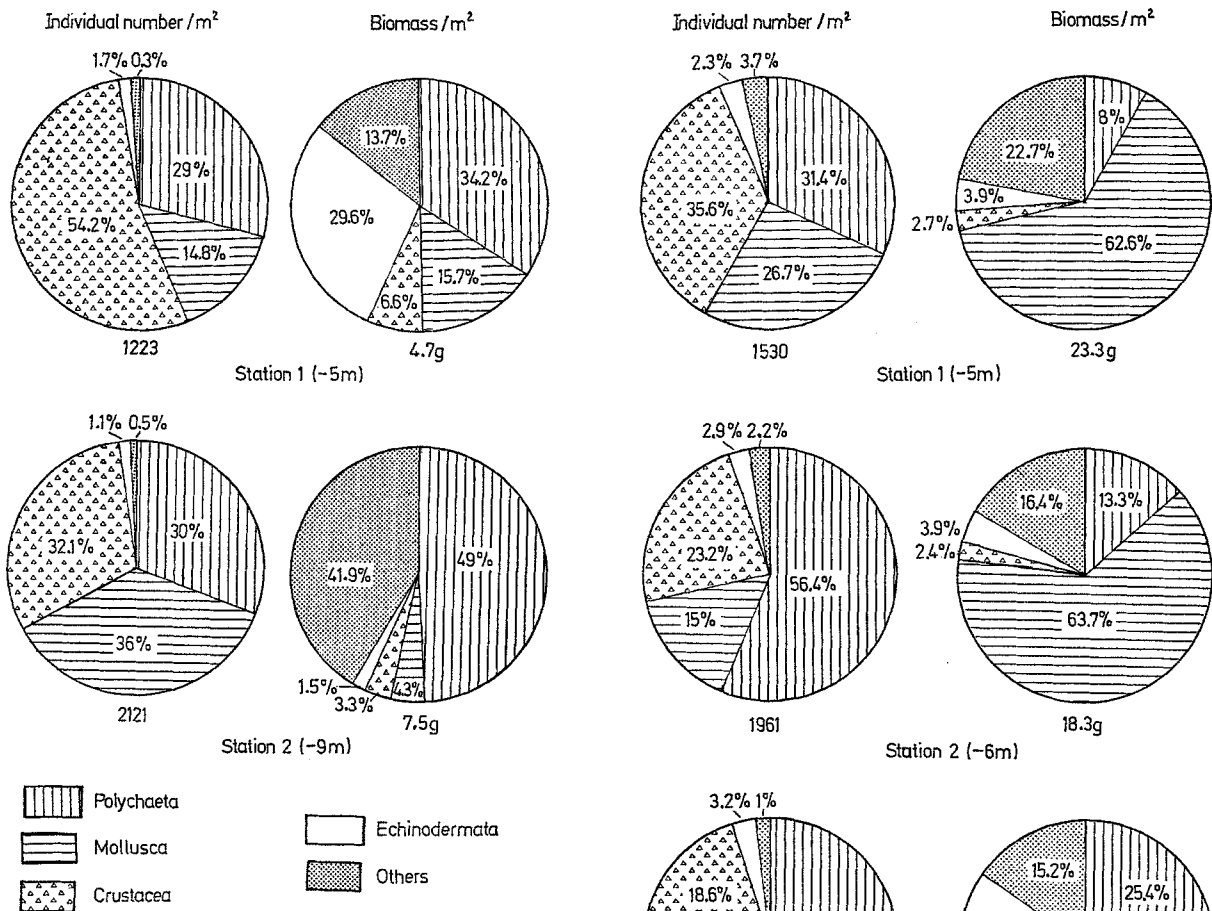 Individual number/m²
Biomass/m²
Individual number/m²
Biomass/m²
1.7% 0.3%
29%
54.2%
14.8%
1223
13.7%
34.2%
29.6%
15.7%
6.6%
4.7g
Station 1 (-5m)
2.3% 3.7%
31.4%
35.6%
26.7%
1530
8%
22.7%
3.9%
2.7%
62.6%
23.3g
Station 1 (-5m)
1.1% 0.5%
30%
32.1%
36%
2121
49%
41.9%
1.5%
3.3%
4.3%
7.5g
Station 2 (-9m)
2.9% 2.2%
23.2%
56.4%
15%
1961
16.4%
13.3%
3.9%
2.4%
63.7%
18.3g
Station 2 (-6m)
Polychaeta
Mollusca
Crustacea
Echinodermata
Others
3.2% 1%
18.6%
15.2%
25.4%